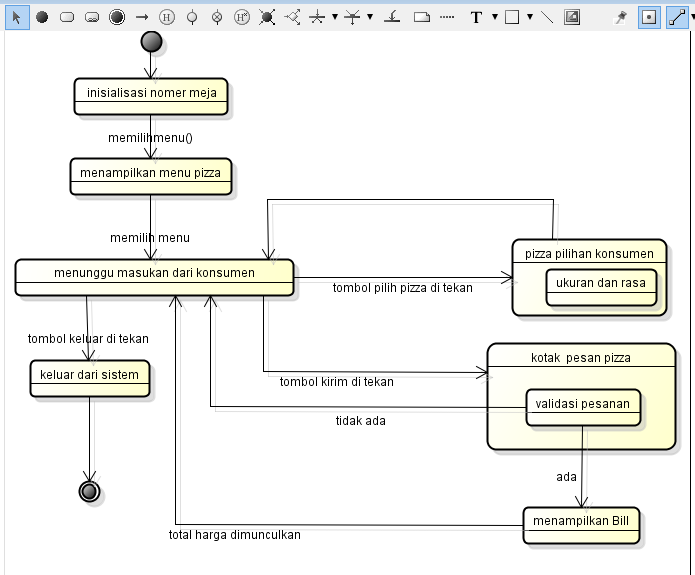 H H* T
inisialisasi nomer meja
memilihmenu()
menampilkan menu pizza
memilih menu
menunggu masukan dari konsumen
pizza pilihan konsumen
ukuran dan rasa
tombol pilih pizza di tekan
tombol keluar di tekan
keluar dari sistem
kotak pesan pizza
tombol kirim di tekan
validasi pesanan
tidak ada
ada
menampilkan Bill
total harga dimunculkan